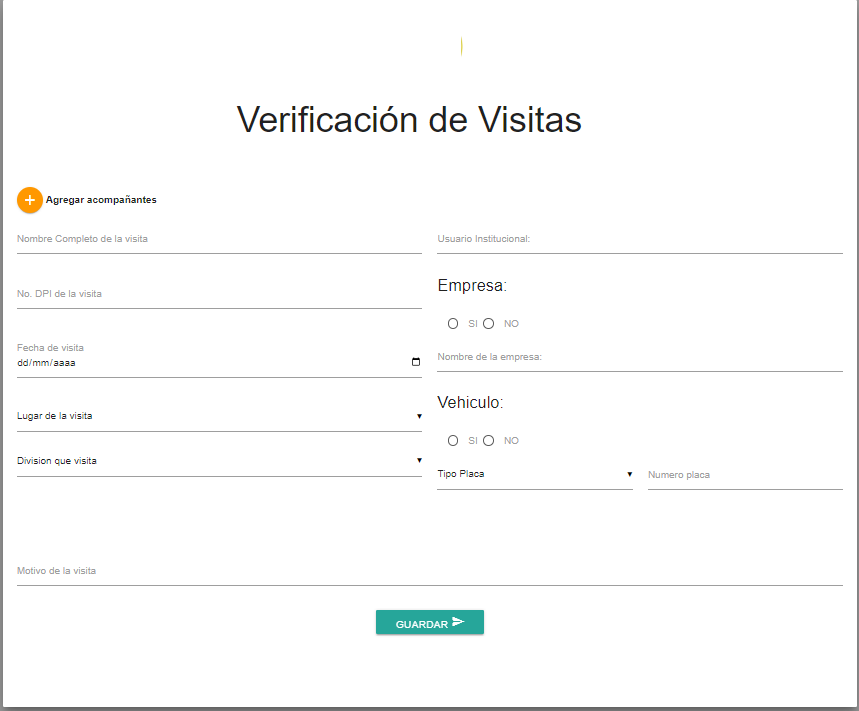 Verificación de Visitas
Agregar acompañantes
Nombre Completo de la visita
Usuario Institucional:
No. DPI de la visita
Empresa:
SI NO
Fecha de visita
dd/mm/aaaa
Nombre de la empresa:
Vehiculo:
Lugar de la visita
SI NO
Division que visita
Tipo Placa
Numero placa
Motivo de la visita
GUARDAR